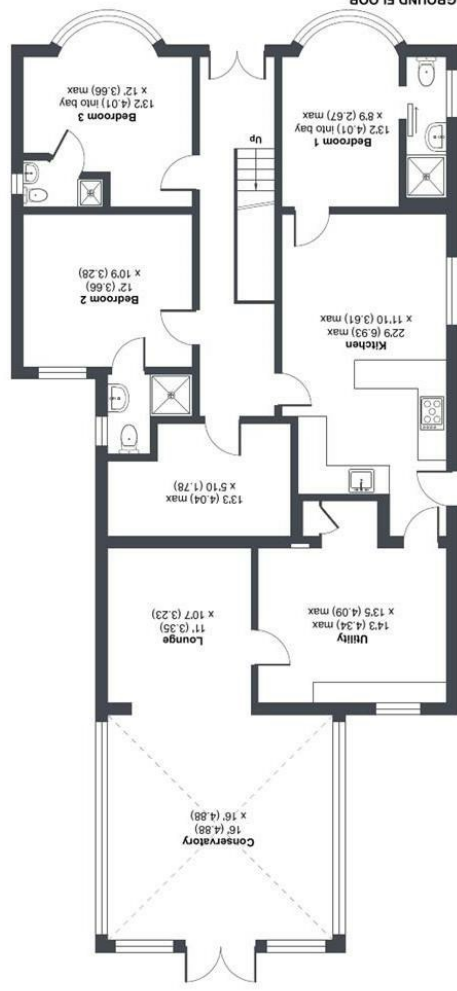 Conservatory
16' (4.88)
x 16' (4.88)
Lounge
11' (3.35)
x 10'7 (3.23)
Utility
14'3 (4.34) max
x 13'5 (4.09) max
13'3 (4.04) max
x 5'10 (1.78)
Kitchen
22'9 (6.93) max
x 11'10 (3.61) max
Bedroom 2
12' (3.66)
x 10'9 (3.28)
Up
Bedroom 1
13'2 (4.01) into bay
x 8'9 (2.67) max
Bedroom 3
13'2 (4.01) into bay
x 12' (3.66) max
GROUND FLOOR